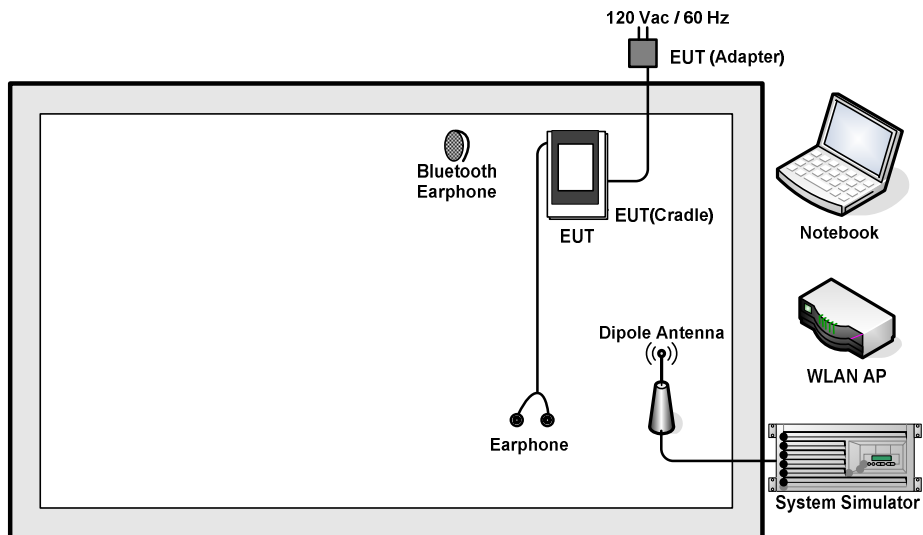 120 Vac / 60 Hz
EUT (Adapter)
Bluetooth
Earphone
EUT(Cradle)
EUT
Notebook
Dipole Antenna
WLAN AP
Earphone
System Simulator